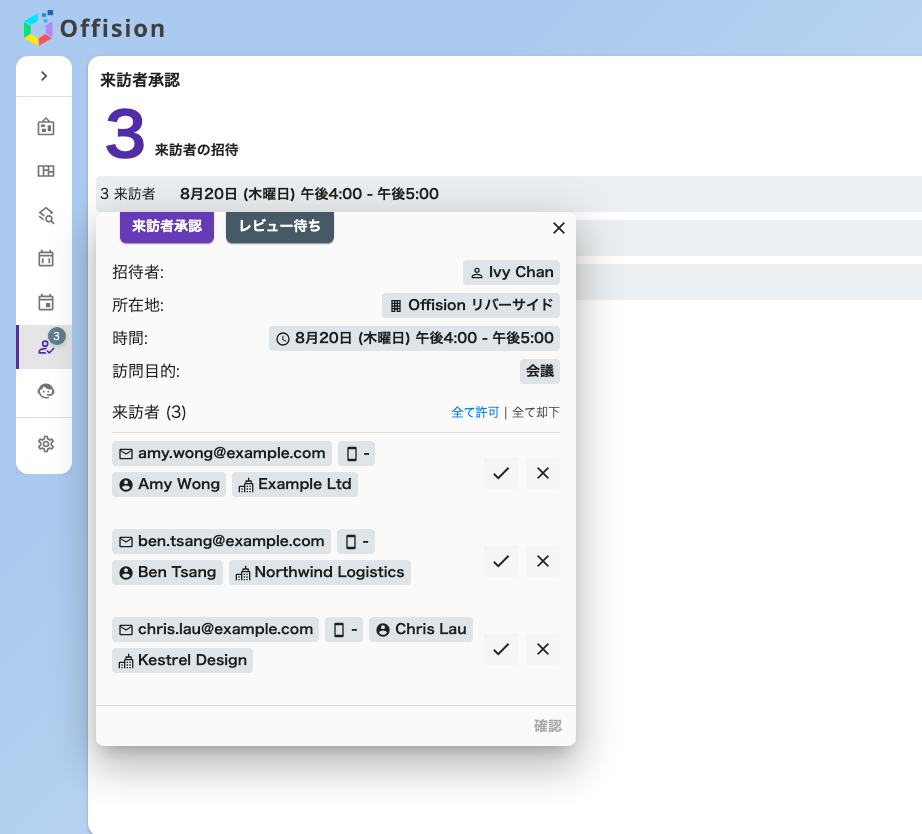 Offision
来訪者承認
3 来訪者の招待
3 来訪者 8月20日 (木曜日) 午後4:00 - 午後5:00
来訪者承認 レビュー待ち
招待者: Ivy Chan
所在地: Offision リバーサイド
時間: 8月20日 (木曜日) 午後4:00 - 午後5:00
3
訪問目的: 会議
来訪者 (3) 全て許可 | 全て却下
amy.wong@example.com -
Amy Wong Example Ltd
ben.tsang@example.com -
Ben Tsang Northwind Logistics
chris.lau@example.com - Chris Lau
Kestrel Design
確認